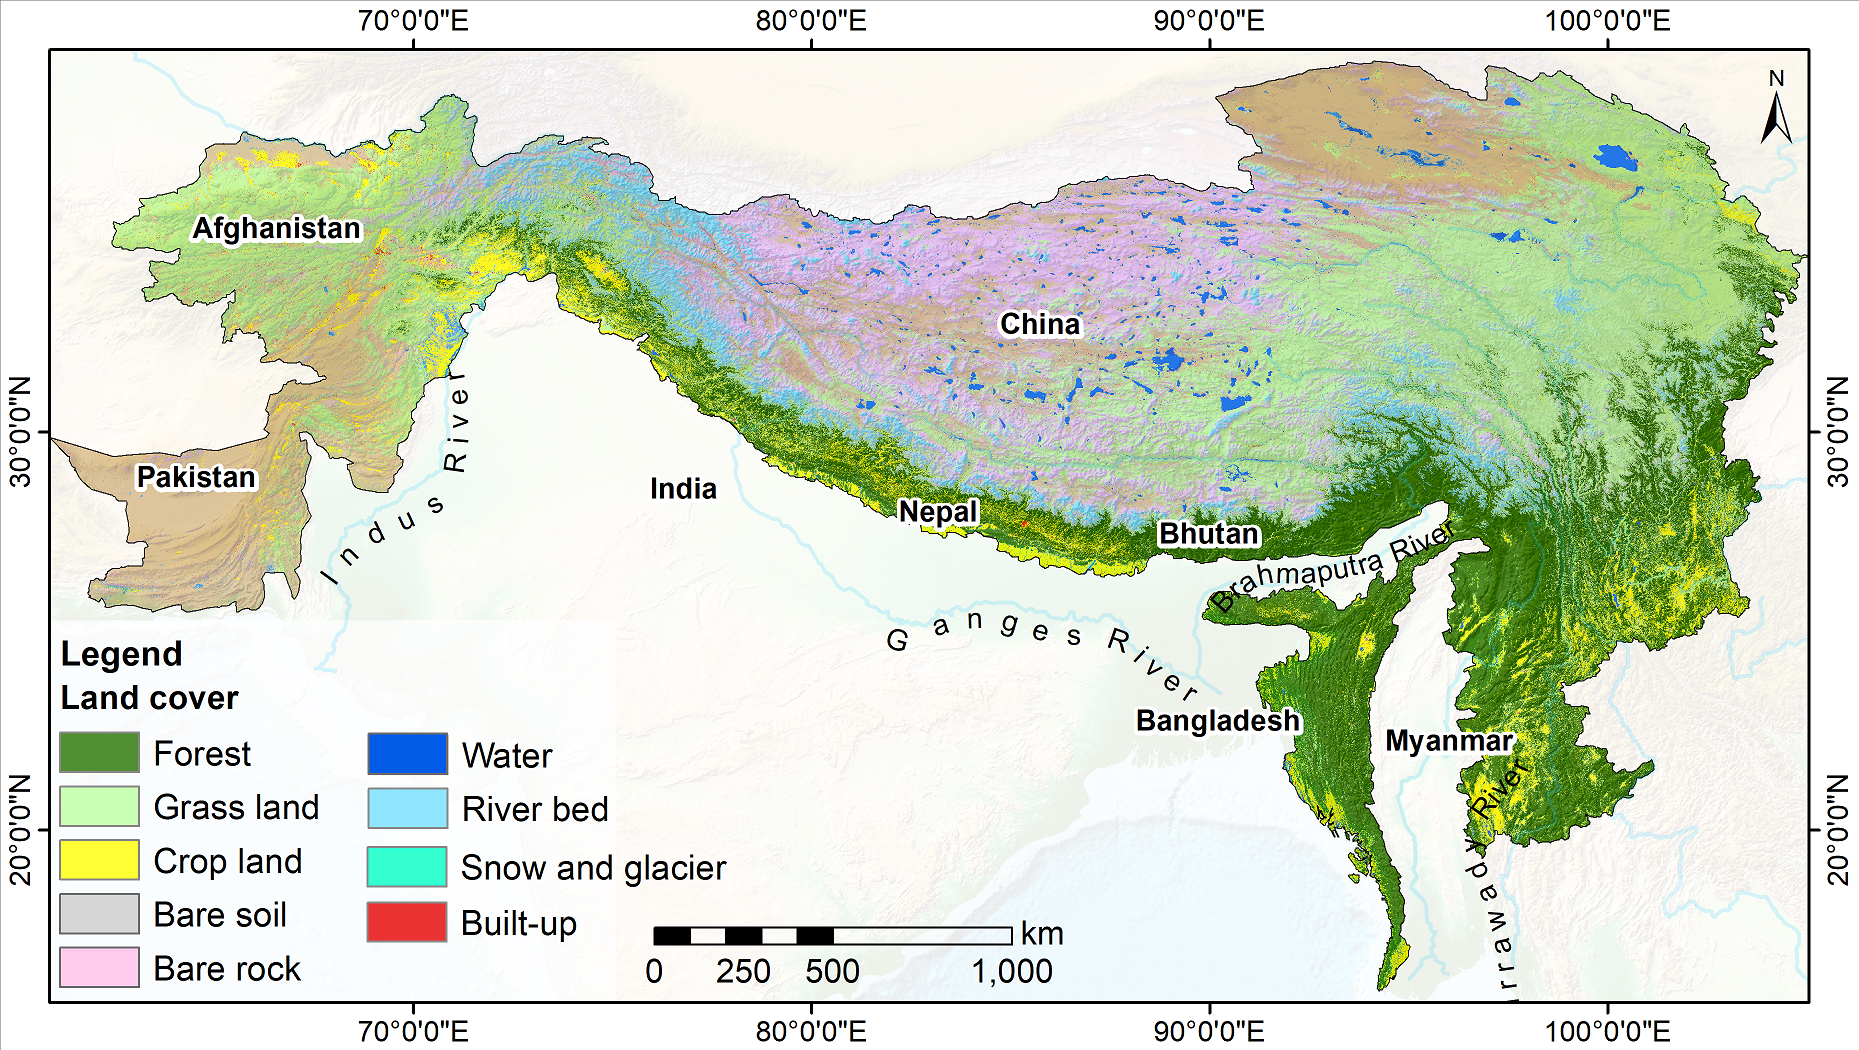 70°0'0"E 80°0'0"E 90°0'0"E 100°0'0"E
N
Afghanistan
China
30°0'0"N
30°0'0"N
Pakistan
India
Nepal
Bhutan
Indus River
Brahmaputra River
Ganges River
Bangladesh
Myanmar
rrawady River
20°0'0"N
20°0'0"N
Legend
Land cover
Forest
Grass land
Crop land
Bare soil
Bare rock
Water
River bed
Snow and glacier
Built-up
km
0 250 500 1,000
70°0'0"E 80°0'0"E 90°0'0"E 100°0'0"E